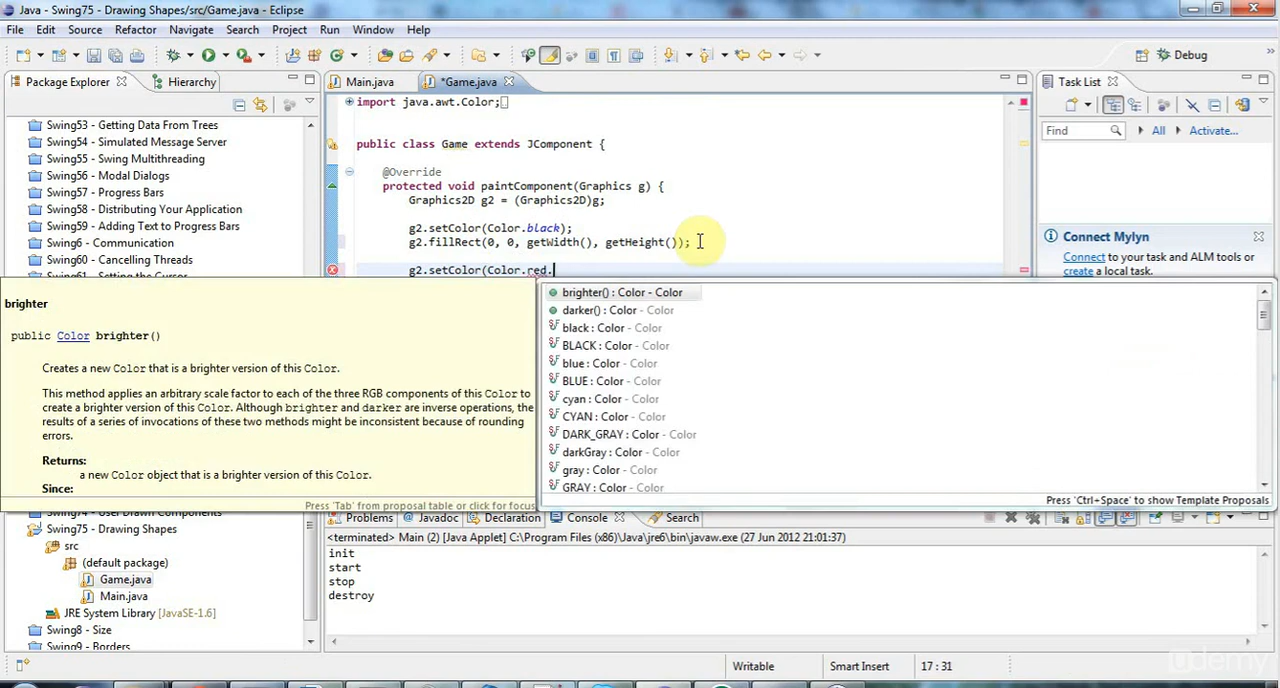 Java - Swing75 - Drawing Shapes/src/Game.java - Eclipse
File Edit Source Refactor Navigate Search Project Run Window Help
Debug
Package Explorer Hierarchy
Main.java *Game.java
Task List
Swing53 - Getting Data From Trees
Swing54 - Simulated Message Server
Swing55 - Swing Multithreading
Swing56 - Modal Dialogs
Swing57 - Progress Bars
Swing58 - Distributing Your Application
Swing59 - Adding Text to Progress Bars
Swing6 - Communication
Swing60 - Cancelling Threads
import java.awt.Color;
public class Game extends JComponent {
@Override
protected void paintComponent(Graphics g) {
Graphics2D g2 = (Graphics2D)g;
g2.setColor(Color.black);
g2.fillRect(0, 0, getWidth(), getHeight());
g2.setColor(Color.red.
Find All Activate...
Connect Mylyn
Connect to your task and ALM tools or
create a local task.
brighter
public Color brighter()
Creates a new Color that is a brighter version of this Color.
This method applies an arbitrary scale factor to each of the three RGB components of this Color to
create a brighter version of this Color. Although brighter and darker are inverse operations, the
results of a series of invocations of these two methods might be inconsistent because of rounding
errors.
Returns:
a new Color object that is a brighter version of this Color.
Since:
Press 'Tab' from proposal table or click for focus
brighter() : Color - Color
darker() : Color - Color
black : Color - Color
BLACK : Color - Color
blue : Color - Color
BLUE : Color - Color
cyan : Color - Color
CYAN : Color - Color
DARK_GRAY : Color - Color
darkGray : Color - Color
gray : Color - Color
GRAY : Color - Color
Press 'Ctrl+Space' to show Template Proposals
Swing75 - Drawing Shapes
src
(default package)
Game.java
Main.java
JRE System Library [JavaSE-1.6]
Swing8 - Size
Swing9 - Borders
Problems Javadoc Declaration Console Search
<terminated> Main (2) [Java Applet] C:\Program Files (x86)\Java\jre6\bin\javaw.exe (27 Jun 2012 21:01:37)
init
start
stop
destroy
Writable Smart Insert 17 : 31
udemy